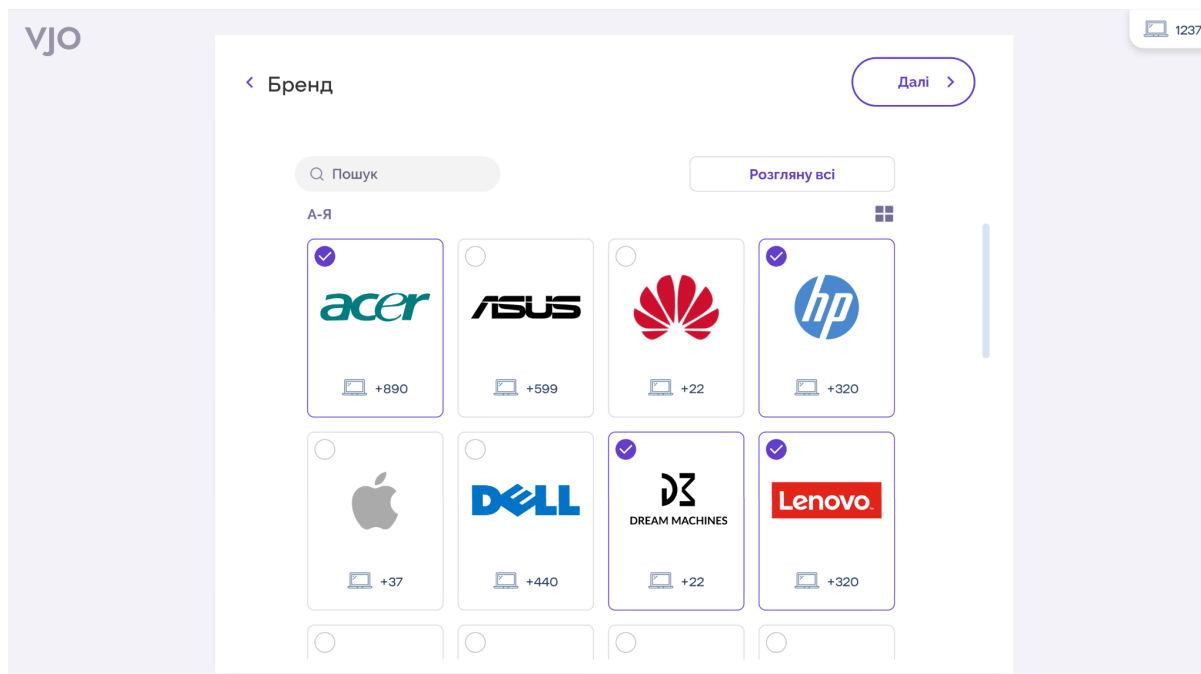 VJO
1237
Бренд
Далі
Пошук
Розгляну всі
А-Я
acer
ASUS
hp
+890
+599
+22
+320
DELL
DREAM MACHINES
Lenovo
+37
+440
+22
+320